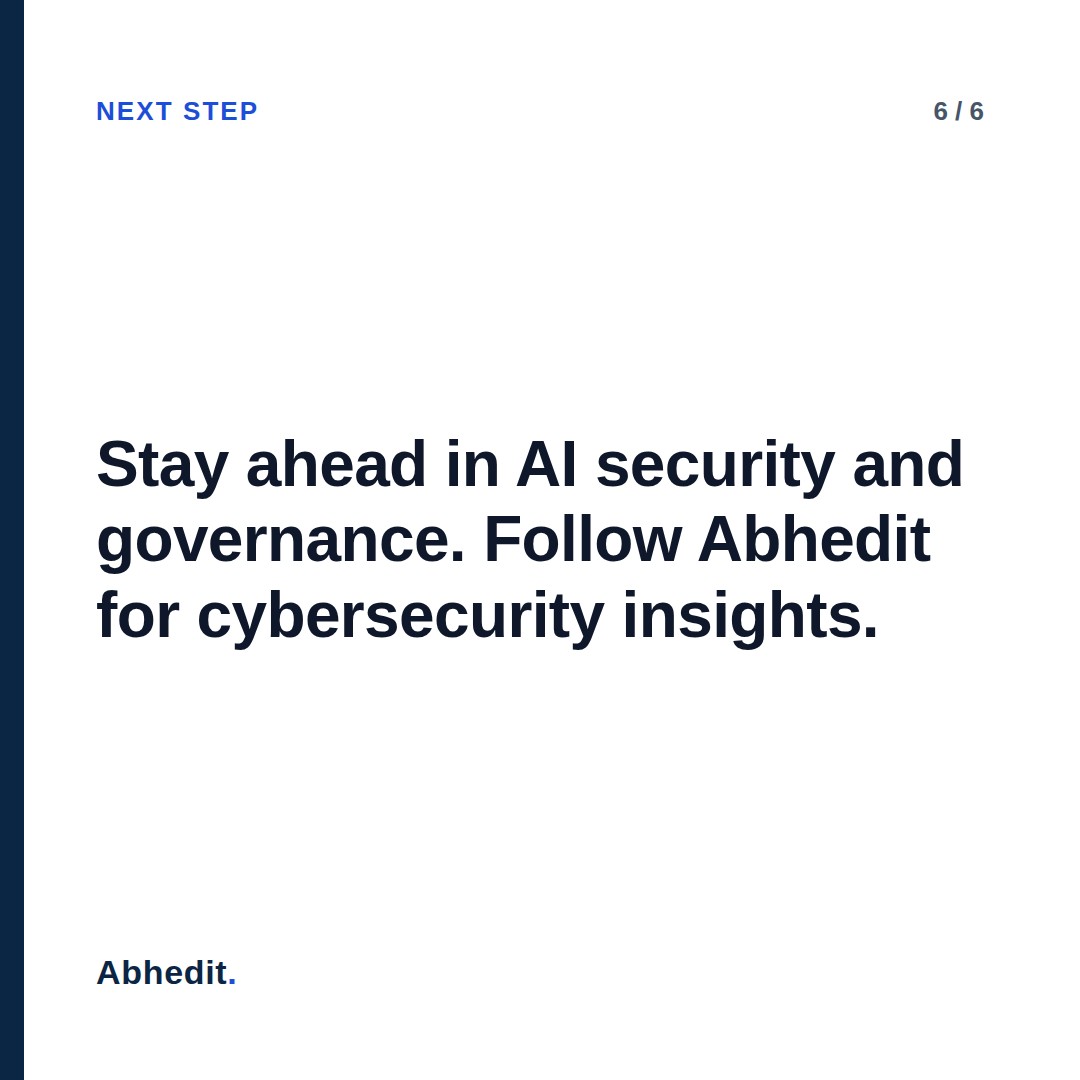 NEXT STEP
6 / 6
Stay ahead in AI security and
governance. Follow Abhedit
for cybersecurity insights.
Abhedit.